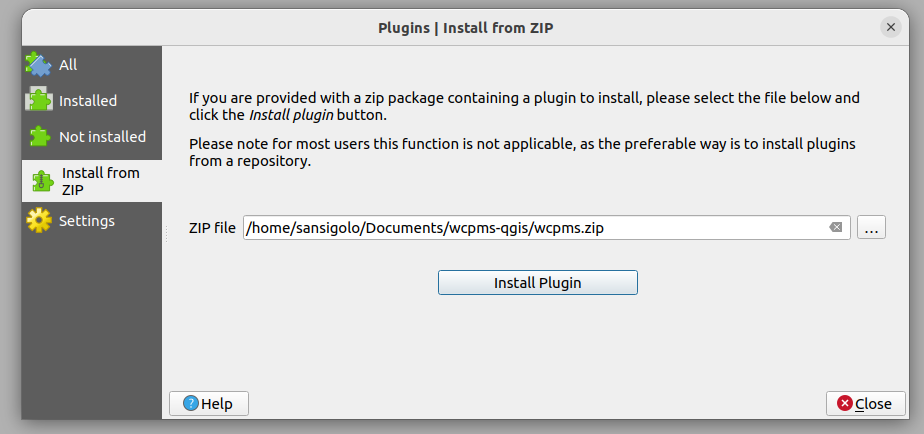 Plugins | Install from ZIP
All
Installed
Not installed
Install from
ZIP
Settings
If you are provided with a zip package containing a plugin to install, please select the file below and
click the Install plugin button.
Please note for most users this function is not applicable, as the preferable way is to install plugins
from a repository.
ZIP file /home/sansigolo/Documents/wcpms-qgis/wcpms.zip ...
Install Plugin
Help
Close